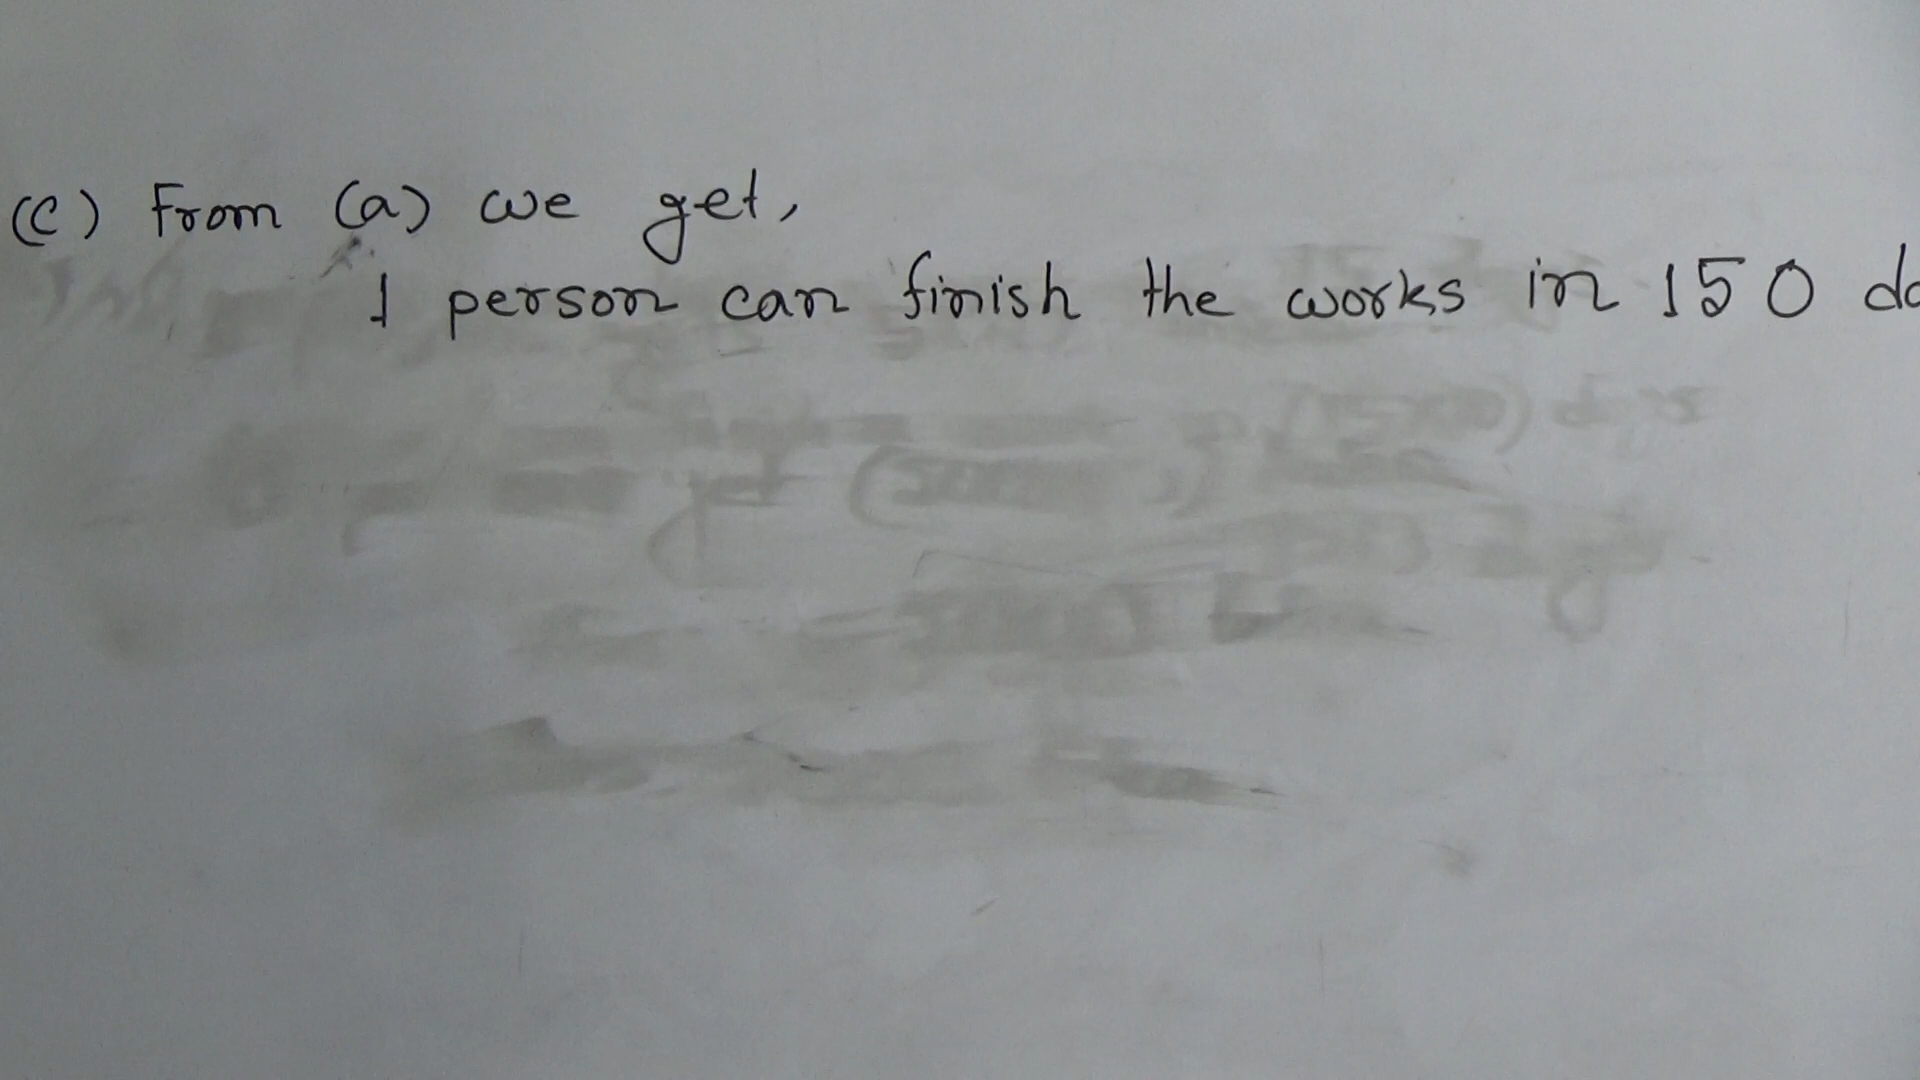 (c) From (a) we get,
1 person can finish the works in 150